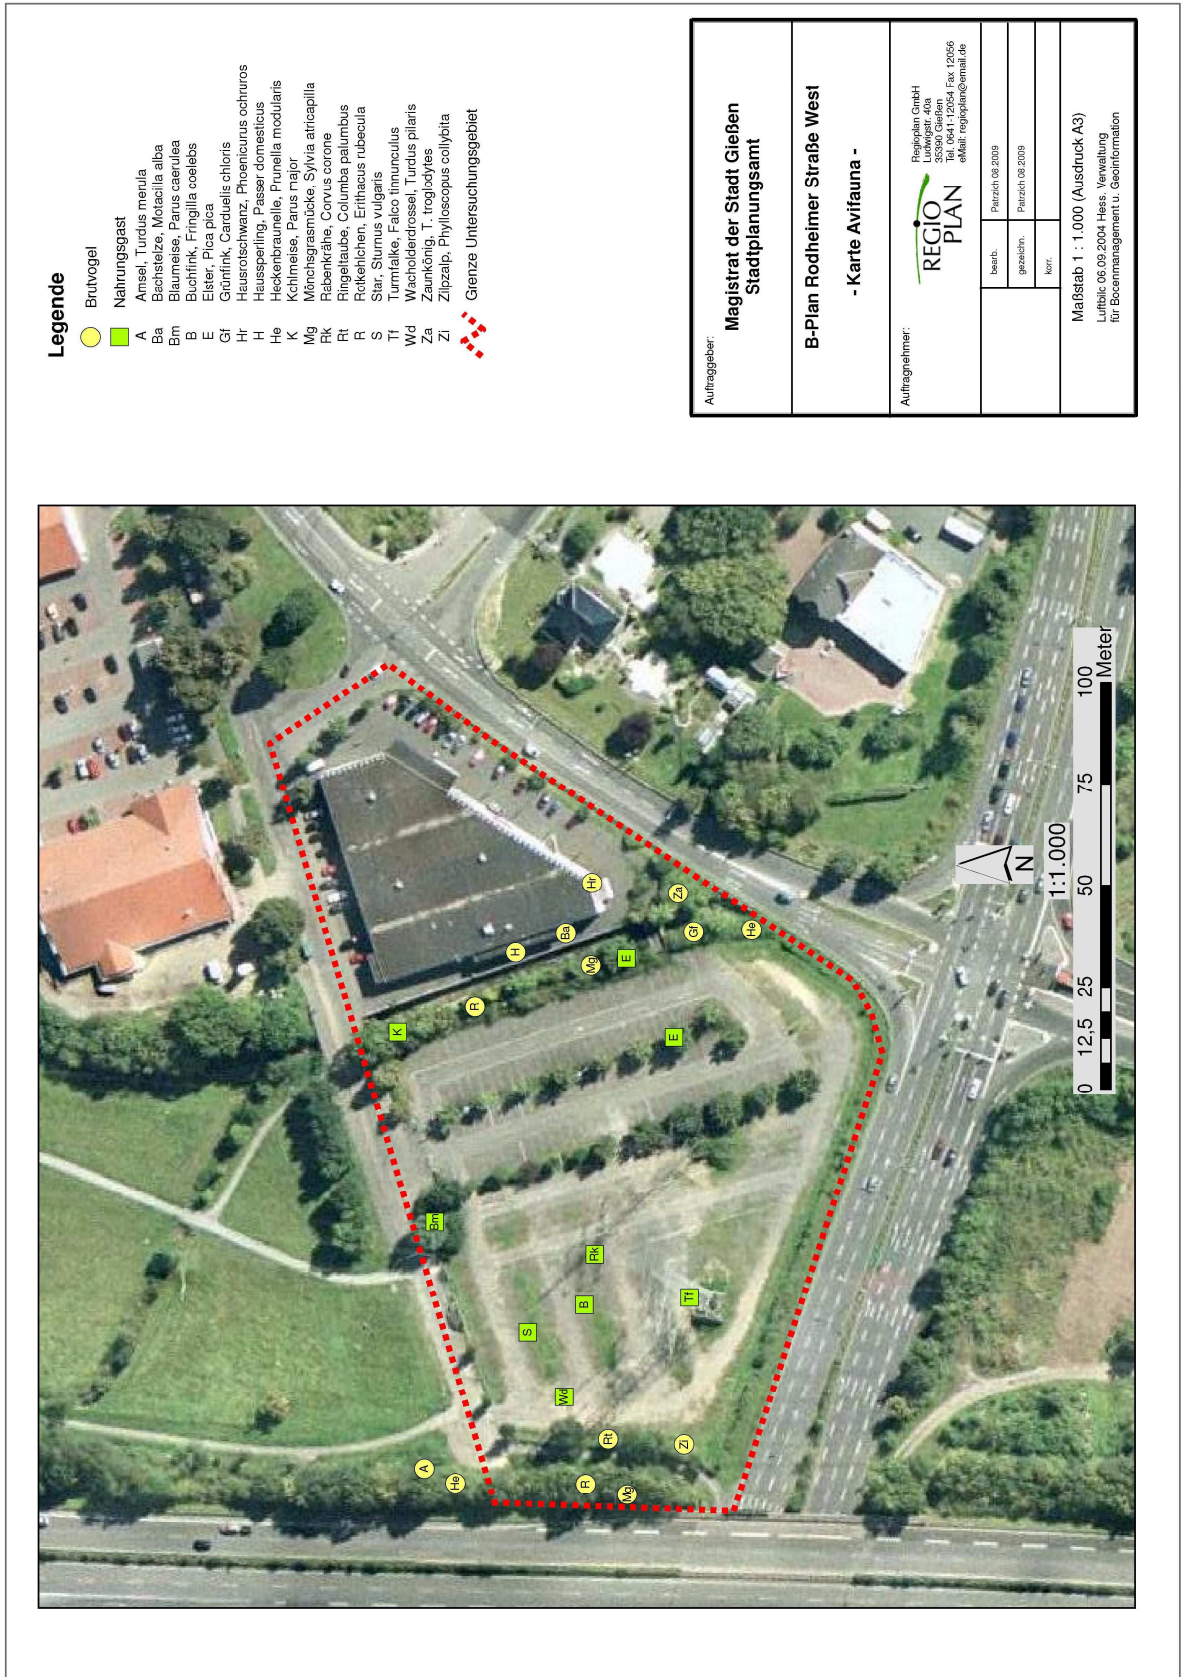 Legende
Brutvogel
Nahrungsgast
A Amsel, Turdus merula
Ba Bachstelze, Motacilla alba
Bm Blaumeise, Parus caerulea
B Buchfink, Fringilla coelebs
E Elster, Pica pica
Gf Grünfink, Carduelis chloris
Hr Hausrotschwanz, Phoenicurus ochruros
H Haussperling, Passer domesticus
He Heckenbraunelle, Prunella modularis
K Kohlmeise, Parus major
Mg Mönchsgrasmücke, Sylvia atricapilla
Rk Rabenkrähe, Corvus corone
Rt Ringeltaube, Columba palumbus
R Rotkehlchen, Erithacus rubecula
S Star, Sturnus vulgaris
Tf Turmfalke, Falco tinnunculus
Wd Wacholderdrossel, Turdus pilaris
Za Zaunkönig, T. troglodytes
Zi Zilpzalp, Phylloscopus collybita
Grenze Untersuchungsgebiet
Auftraggeber:
Magistrat der Stadt Gießen
Stadtplanungsamt
B-Plan Rodheimer Straße West
- Karte Avifauna -
Auftragnehmer:
REGIO
PLAN
Regioplan GmbH
Ludwigstr. 40a
35390 Gießen
Tel. 0641-12054 Fax 12056
eMail: regioplan@email.de
bearb. Patrzich 08.2009
gezeichn. Patrzich 08.2009
korr.
Maßstab 1 : 1.000 (Ausdruck A3)
Luftbild 06.09.2004 Hess. Verwaltung
für Bodenmanagement u. Geoinformation
A
He
R
Mg
Rt
Zi
Wd
S
B
Rk
Tf
Bm
K
R
E
H
Mg
Ba
E
Hr
Za
Gf
He
N
1:1.000
0 12,5 25 50 75 100
Meter